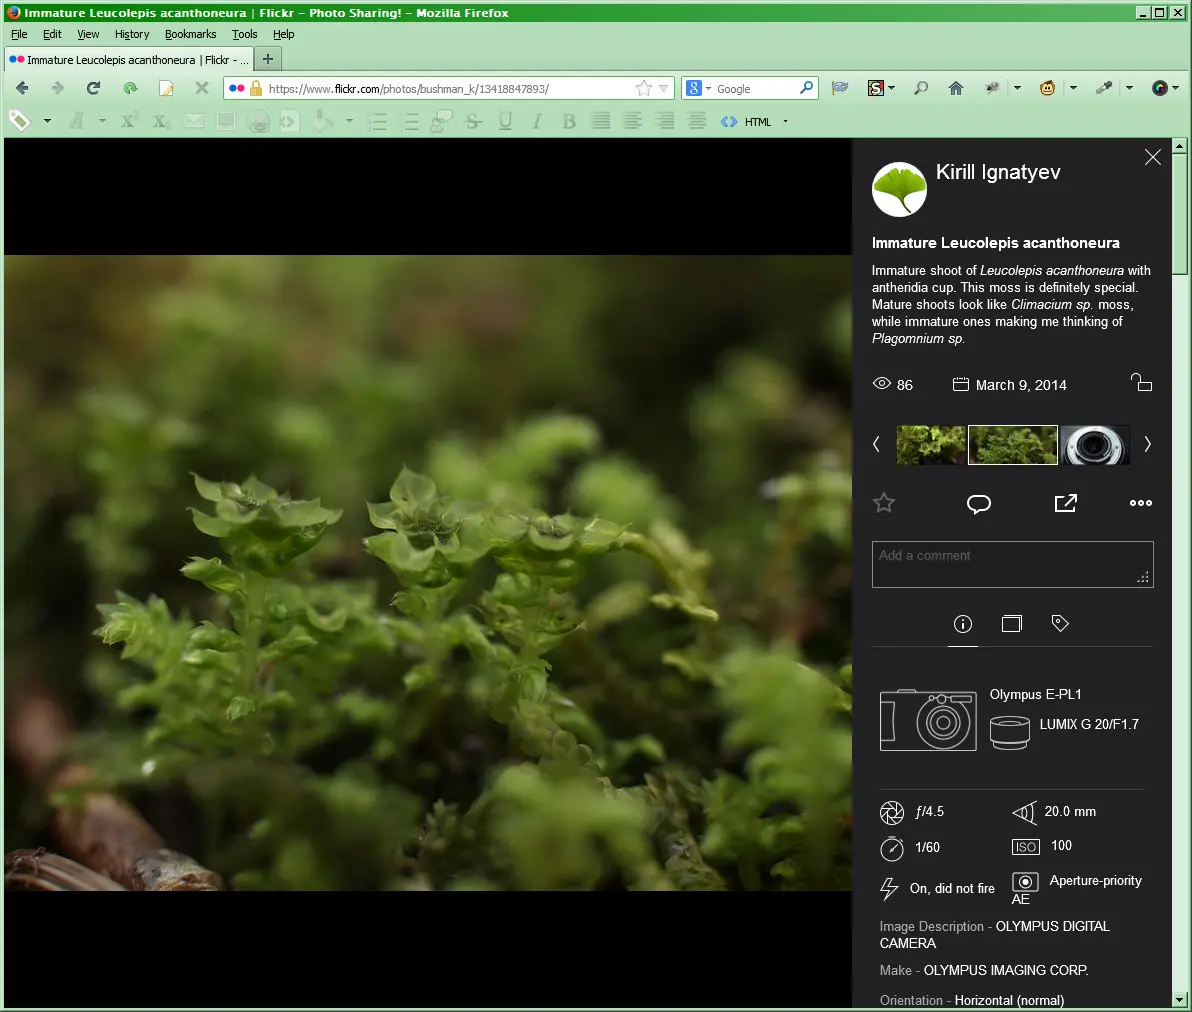 Immature Leucolepis acanthoneura | Flickr - Photo Sharing! - Mozilla Firefox
File Edit View History Bookmarks Tools Help
Immature Leucolepis acanthoneura | Flickr - ...
https://www.flickr.com/photos/bushman_k/13418847893/
Google
HTML
Kirill Ignatyev
Immature Leucolepis acanthoneura
Immature shoot of Leucolepis acanthoneura with
antheridia cup. This moss is definitely special.
Mature shoots look like Climacium sp. moss,
while immature ones making me thinking of
Plagomnium sp.
86 March 9, 2014
Add a comment
Olympus E-PL1
LUMIX G 20/F1.7
ƒ/4.5 20.0 mm
1/60 ISO 100
On, did not fire AE Aperture-priority
Image Description - OLYMPUS DIGITAL
CAMERA
Make - OLYMPUS IMAGING CORP.
Orientation - Horizontal (normal)